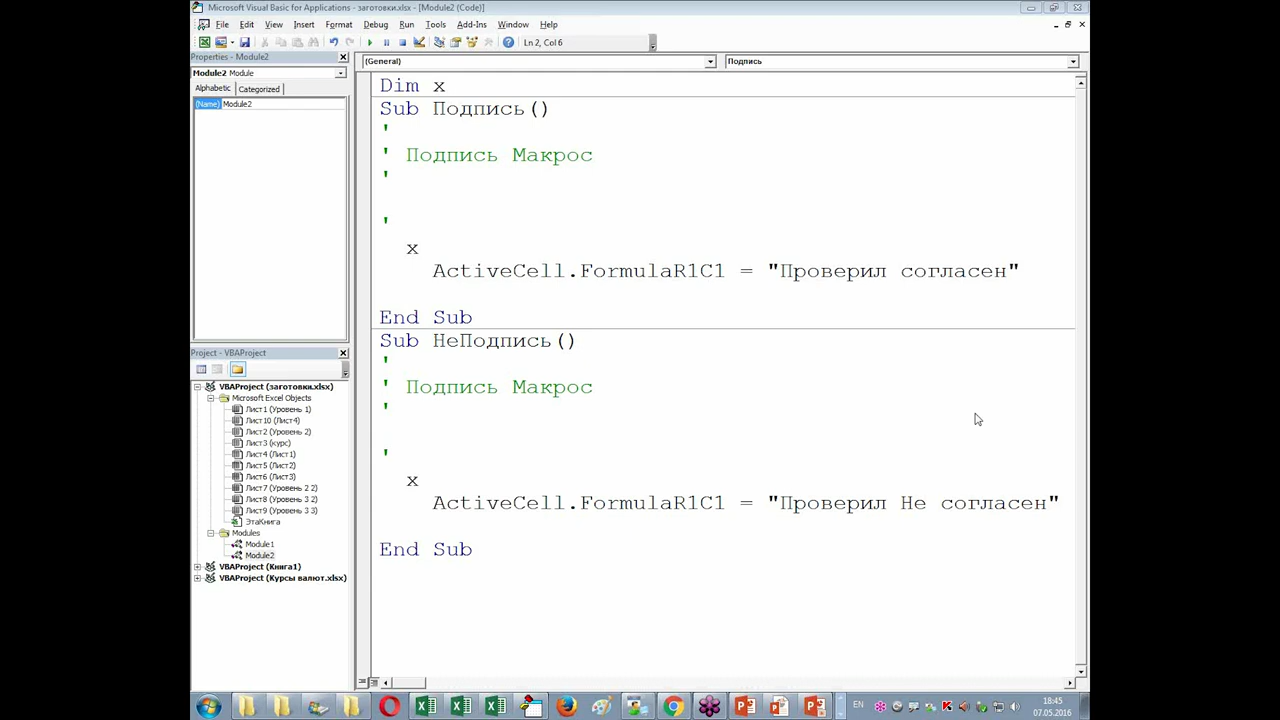 Microsoft Visual Basic for Applications - заготовки.xlsx - [Module2 (Code)]
File Edit View Insert Format Debug Run Tools Add-Ins Window Help
Ln 2, Col 6
Properties - Module2
Module2 Module
Alphabetic Categorized
(Name) Module2
Project - VBAProject
VBAProject (заготовки.xlsx)
Microsoft Excel Objects
Лист1 (Уровень 1)
Лист10 (Лист4)
Лист2 (Уровень 2)
Лист3 (курс)
Лист4 (Лист1)
Лист5 (Лист2)
Лист6 (Лист3)
Лист7 (Уровень 2 2)
Лист8 (Уровень 3 2)
Лист9 (Уровень 3 3)
ЭтаКнига
Modules
Module1
Module2
VBAProject (Книга1)
VBAProject (Курсы валют.xlsx)
(General) Подпись
Dim x
Sub Подпись()
'
' Подпись Макрос
'
'
x
ActiveCell.FormulaR1C1 = "Проверил согласен"
End Sub
Sub НеПодпись()
'
' Подпись Макрос
'
'
x
ActiveCell.FormulaR1C1 = "Проверил Не согласен"
End Sub
EN
18:45
07.05.2016